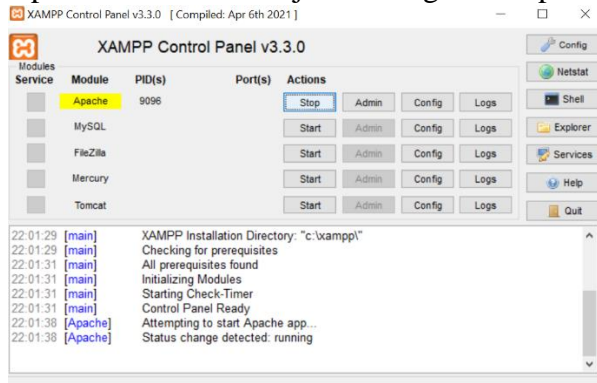 XAMPP Control Panel v3.3.0 [ Compiled: Apr 6th 2021 ]
XAMPP Control Panel v3.3.0
Config
Modules
Service Module PID(s) Port(s) Actions
Netstat
Apache 9096 Stop Admin Config Logs
Shell
MySQL Start Admin Config Logs
Explorer
FileZilla Start Admin Config Logs
Services
Mercury Start Admin Config Logs
Help
Tomcat Start Admin Config Logs
Quit
22:01:29 [main] XAMPP Installation Directory: "c:\xampp\"
22:01:29 [main] Checking for prerequisites
22:01:31 [main] All prerequisites found
22:01:31 [main] Initializing Modules
22:01:31 [main] Starting Check-Timer
22:01:31 [main] Control Panel Ready
22:01:38 [Apache] Attempting to start Apache app...
22:01:38 [Apache] Status change detected: running